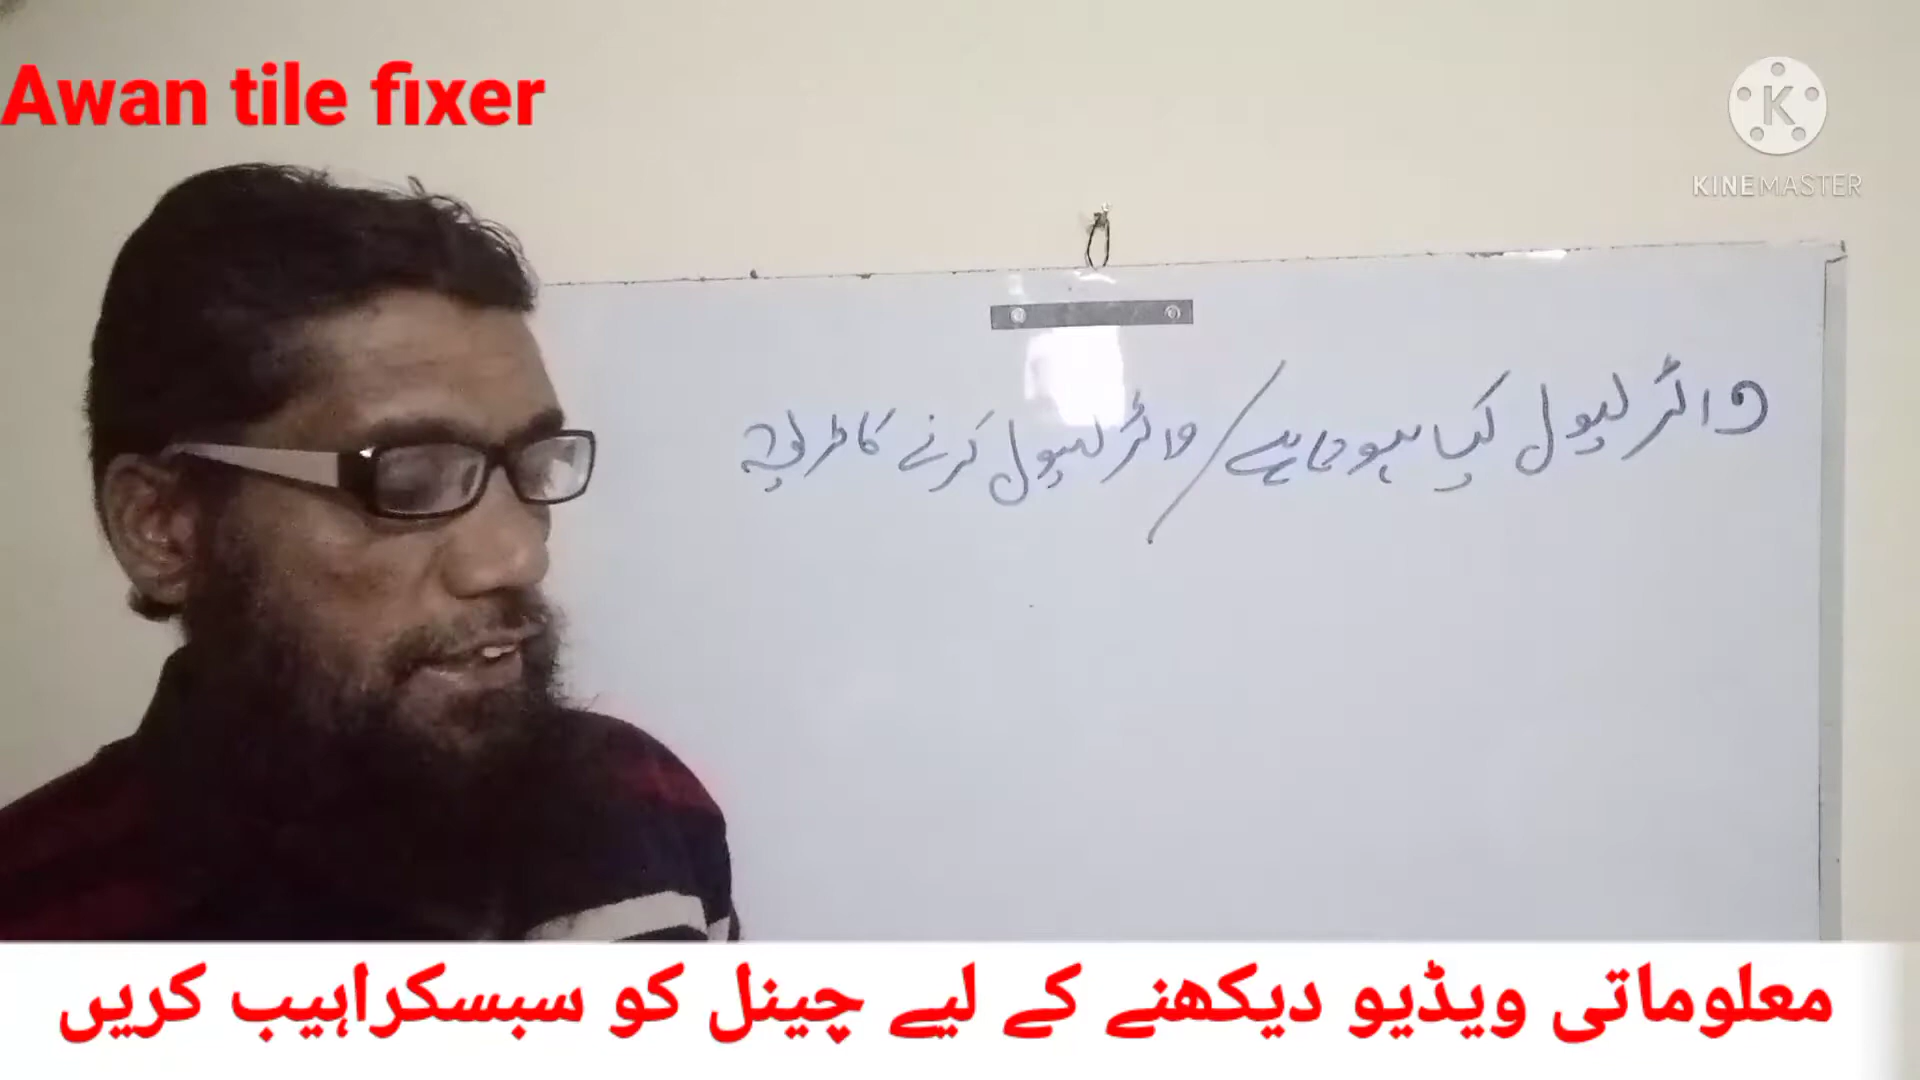 Awan tile fixer
KINEMASTER
واٹر لیول کیا ہوتا ہے / واٹر لیول کرنے کا طریقہ
معلوماتی ویڈیو دیکھنے کے لیے چینل کو سبسکراہیب کریں